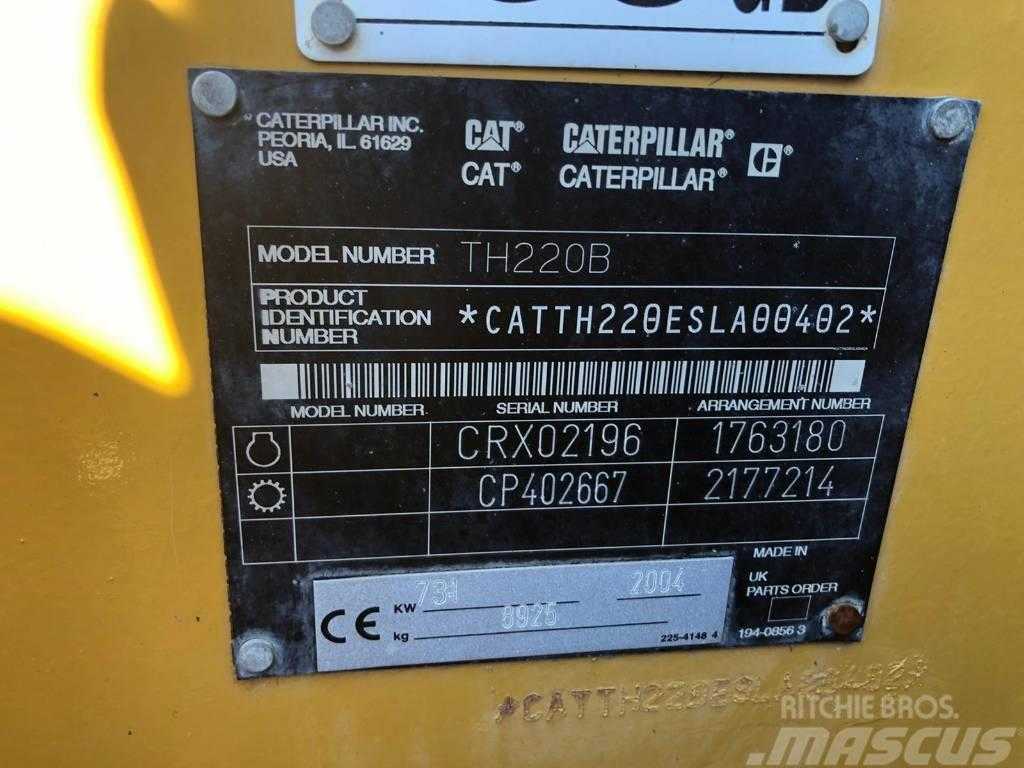 CATERPILLAR INC.
PEORIA, IL 61629
USA
CAT® CATERPILLAR® ®
CAT® CATERPILLAR®
MODEL NUMBER TH220B
PRODUCT
IDENTIFICATION
NUMBER *CATTH220ESLA00402*
MODEL NUMBER SERIAL NUMBER ARRANGEMENT NUMBER
CRX02196 1763180
CP402667 2177214
MADE IN
UK
PARTS ORDER
194-0856 3
CE KW 2004
kg 8925
225-4148 4
RITCHIE BROS.
MASCUS